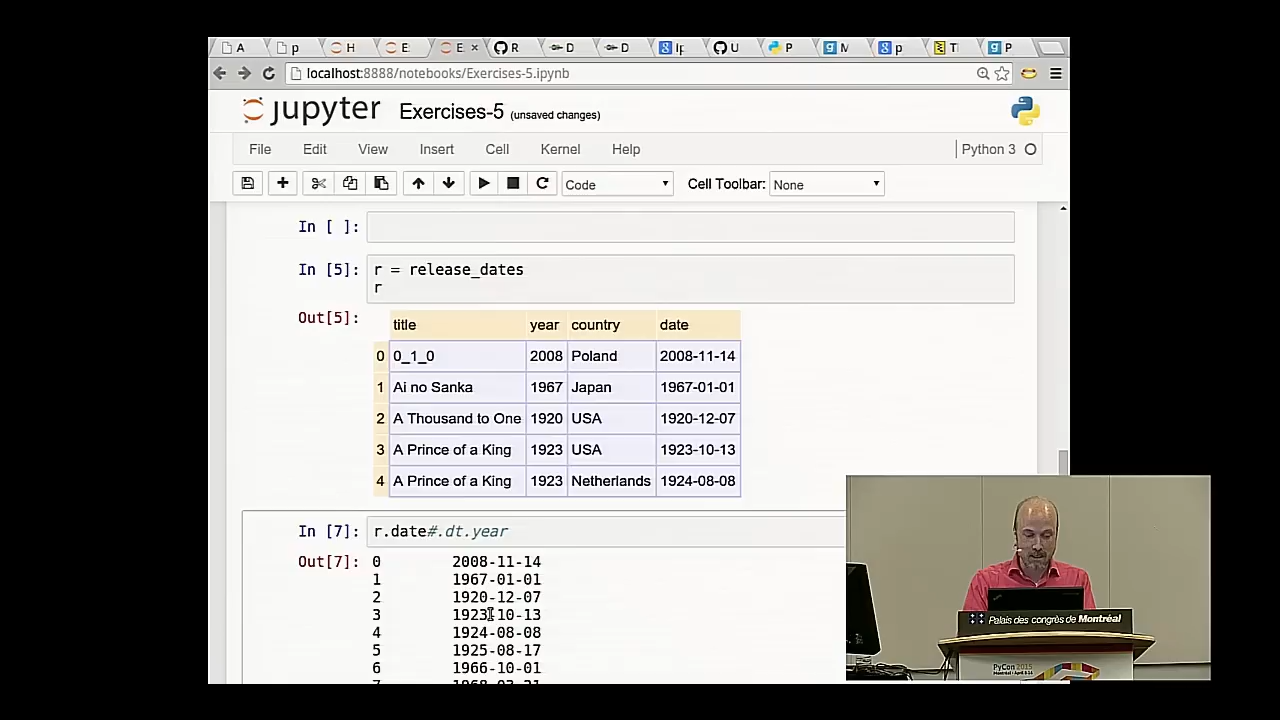 A p H E E R D D Ip U P M p T P
localhost:8888/notebooks/Exercises-5.ipynb
jupyter Exercises-5 (unsaved changes)
File Edit View Insert Cell Kernel Help Python 3
Code Cell Toolbar: None
In [ ]:
In [5]: r = release_dates
r
Out[5]:
title year country date
0 0_1_0 2008 Poland 2008-11-14
1 Ai no Sanka 1967 Japan 1967-01-01
2 A Thousand to One 1920 USA 1920-12-07
3 A Prince of a King 1923 USA 1923-10-13
4 A Prince of a King 1923 Netherlands 1924-08-08
In [7]: r.date#.dt.year
Out[7]: 0 2008-11-14
1 1967-01-01
2 1920-12-07
3 1923-10-13
4 1924-08-08
5 1925-08-17
6 1966-10-01
Palais des congrès de Montréal
PyCon 2015